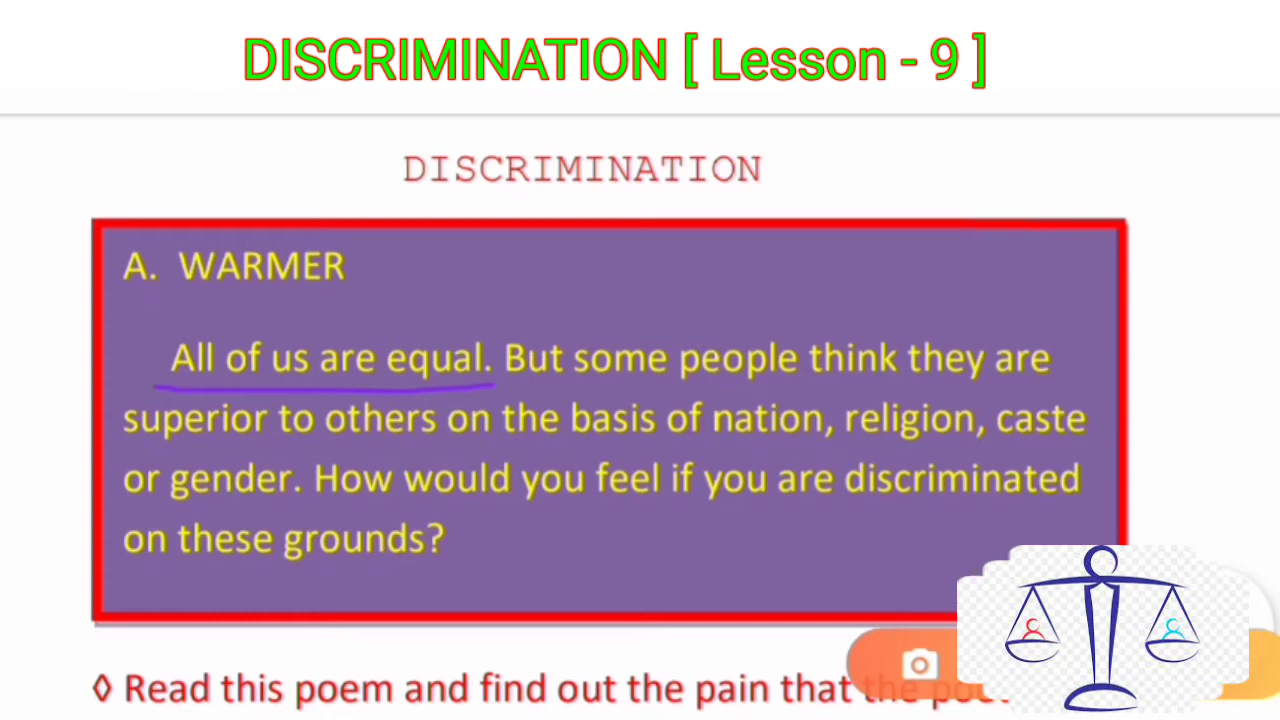 DISCRIMINATION [ Lesson - 9 ]
DISCRIMINATION
A. WARMER
All of us are equal. But some people think they are
superior to others on the basis of nation, religion, caste
or gender. How would you feel if you are discriminated
on these grounds?
◊ Read this poem and find out the pain that the